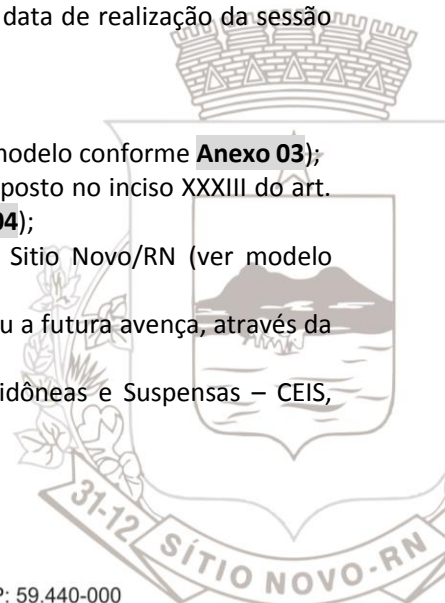 data de realização da sessão
modelo conforme Anexo 03);
posto no inciso XXXIII do art.
04);
Sitio Novo/RN (ver modelo
u a futura avença, através da
idôneas e Suspensas – CEIS,
31-12 SÍTIO NOVO-RN
P: 59.440-000